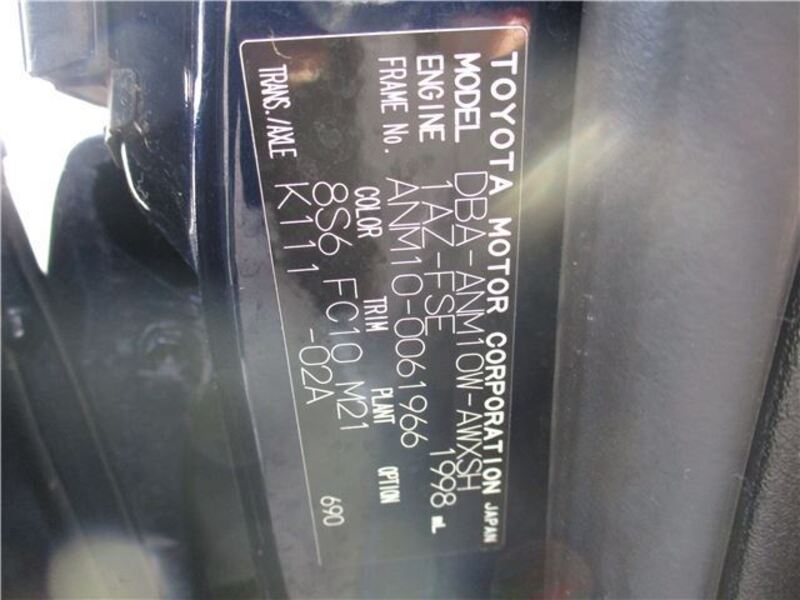 TOYOTA MOTOR CORPORATION JAPAN
MODEL DBA-ANM10W-AWXSH
ENGINE 1AZ-FSE 1998 mL
FRAME No. ANM10-0061966
COLOR TRIM PLANT OPTION
8S6 FC10 M21
TRANS./AXLE K111 -02A
690